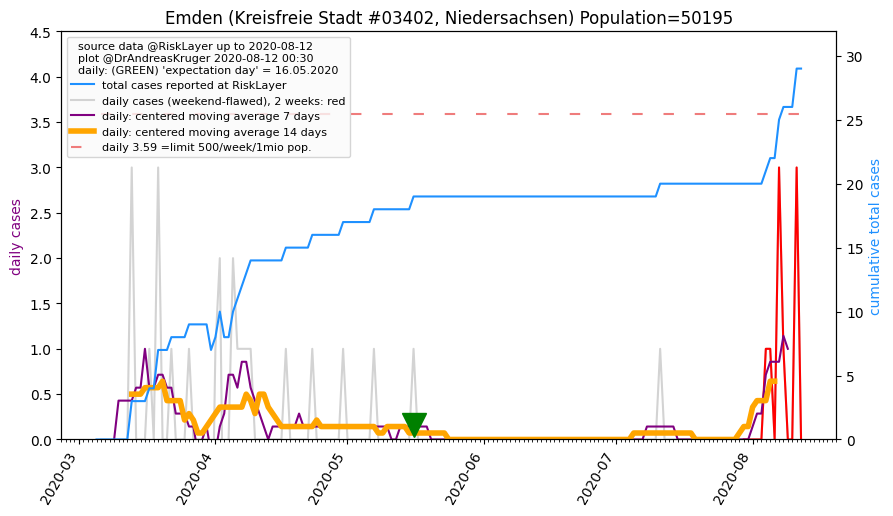 Emden (Kreisfreie Stadt #03402, Niedersachsen) Population=50195
source data @RiskLayer up to 2020-08-12
plot @DrAndreasKruger 2020-08-12 00:30
daily: (GREEN) 'expectation day' = 16.05.2020
total cases reported at RiskLayer
daily cases (weekend-flawed), 2 weeks: red
daily: centered moving average 7 days
daily: centered moving average 14 days
daily 3.59 =limit 500/week/1mio pop.
daily cases
4.5
4.0
3.5
3.0
2.5
2.0
1.5
1.0
0.5
0.0
cumulative total cases
30
25
20
15
10
5
0
2020-03
2020-04
2020-05
2020-06
2020-07
2020-08